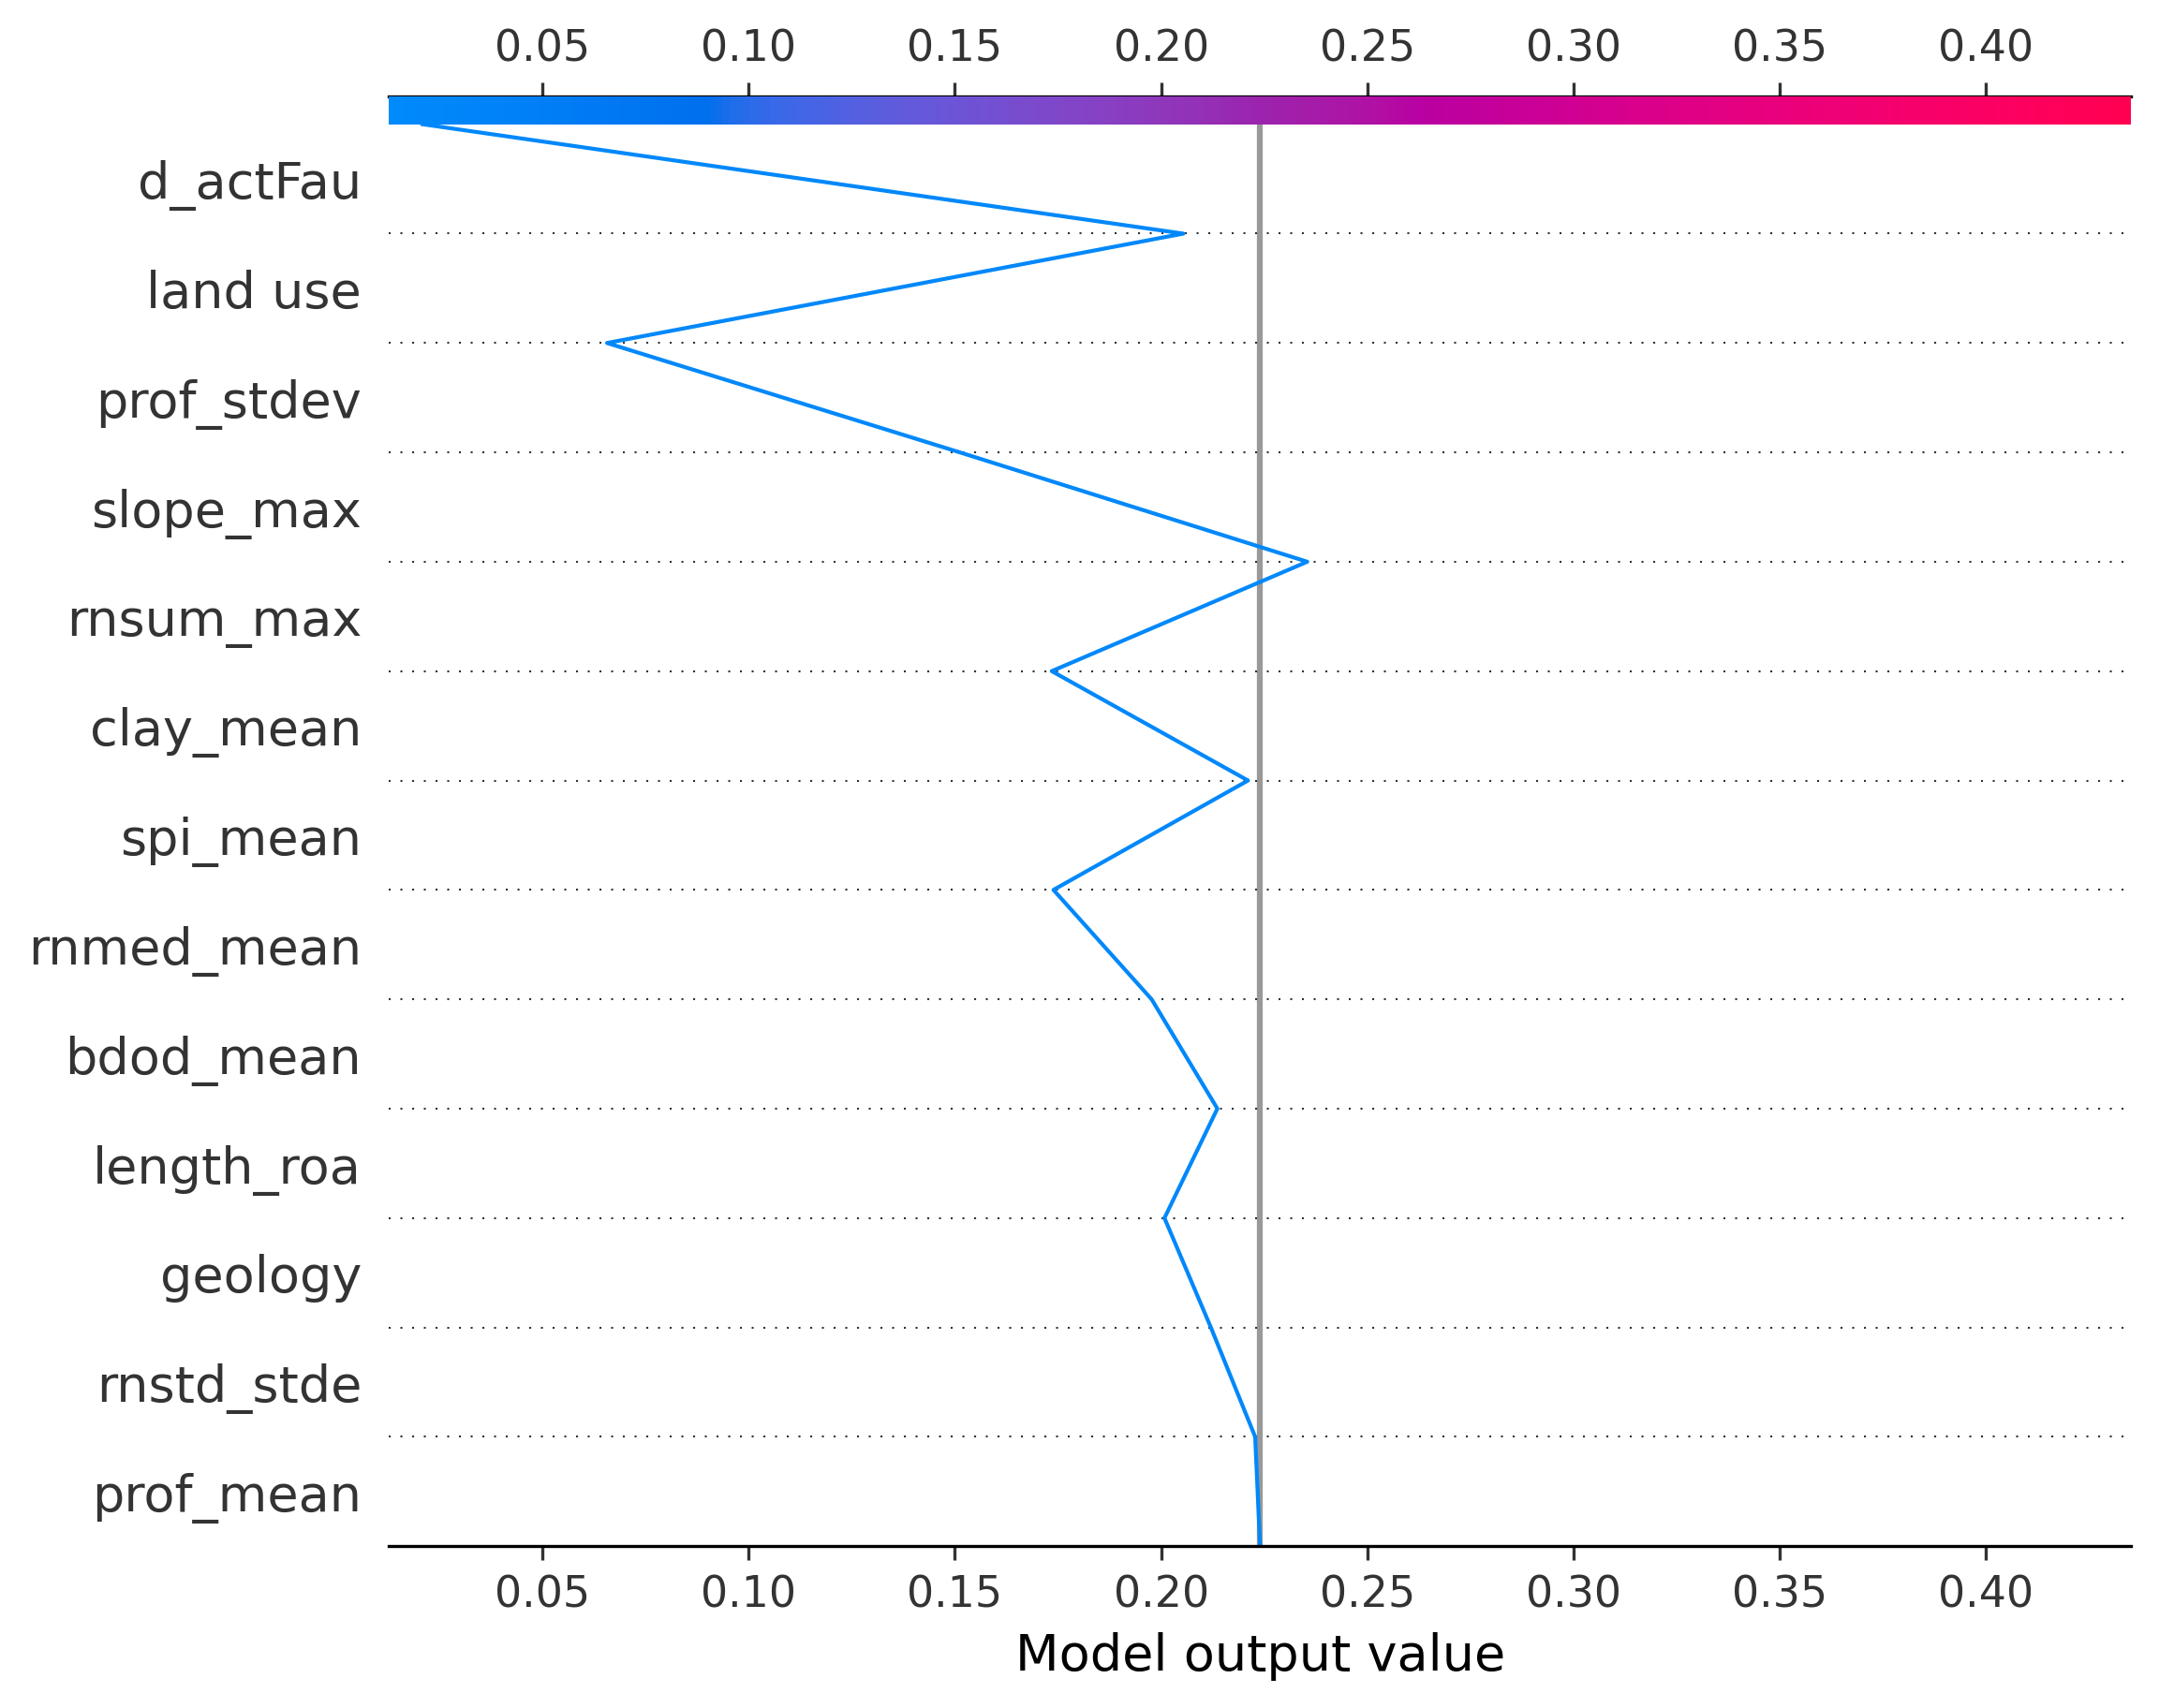 0.05 0.10 0.15 0.20 0.25 0.30 0.35 0.40
d_actFau
land use
prof_stdev
slope_max
rnsum_max
clay_mean
spi_mean
rnmed_mean
bdod_mean
length_roa
geology
rnstd_stde
prof_mean
0.05 0.10 0.15 0.20 0.25 0.30 0.35 0.40
Model output value